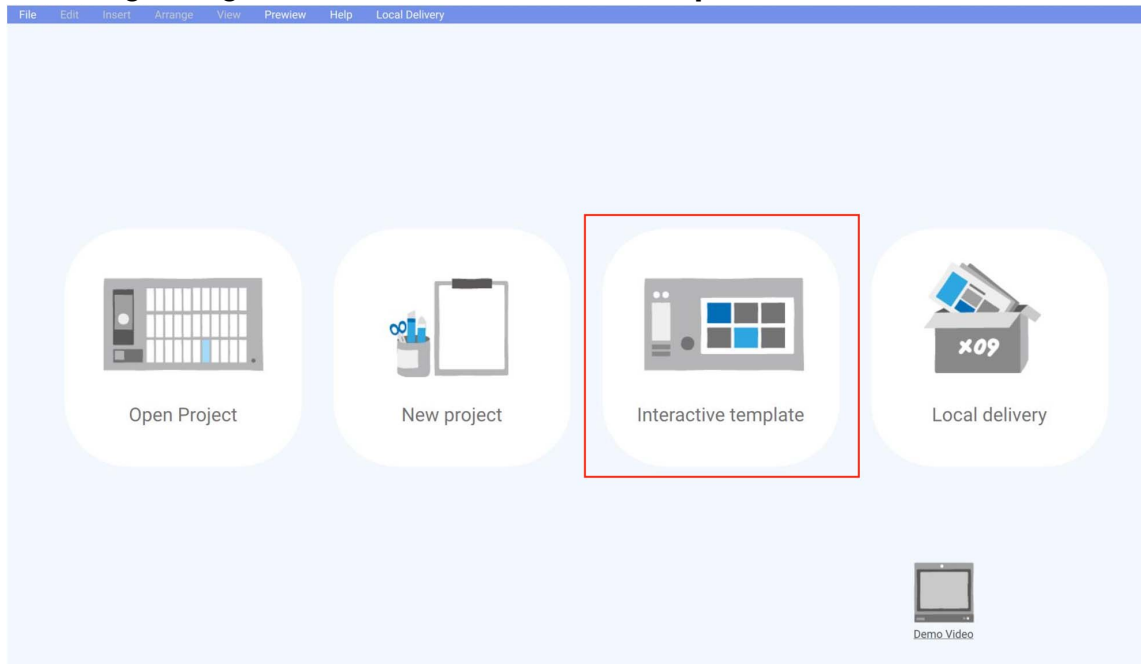 File Edit Insert Arrange View Prewiew Help Local Delivery
×09
Open Project New project Interactive template Local delivery
Demo Video